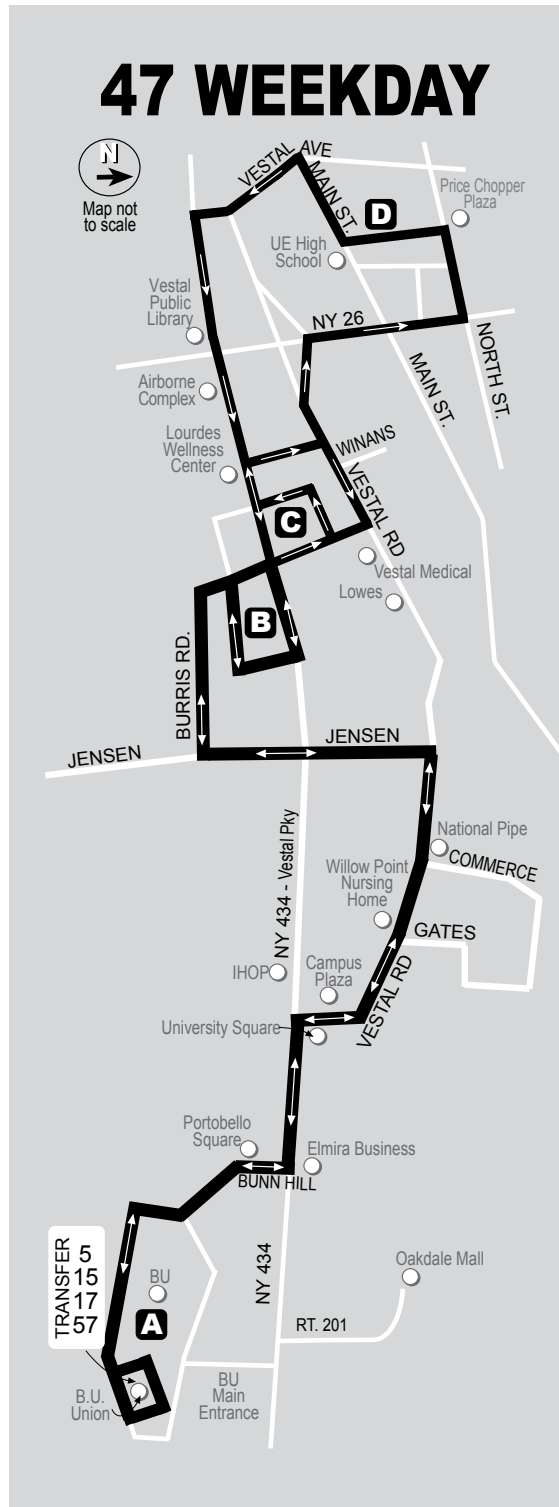 47 WEEKDAY
N
Map not
to scale
VESTAL AVE
MAIN ST.
D
Price Chopper
Plaza
UE High
School
Vestal
Public
Library
NY 26
NORTH ST.
MAIN ST.
Airborne
Complex
Lourdes
Wellness
Center
WINANS
VESTAL RD
C
Vestal Medical
Lowes
B
BURRIS RD.
JENSEN
JENSEN
National Pipe
COMMERCE
Willow Point
Nursing
Home
GATES
NY 434 - Vestal Pky
IHOP
Campus
Plaza
VESTAL RD
University Square
Portobello
Square
Elmira Business
BUNN HILL
TRANSFER
5
15
17
57
BU
A
NY 434
Oakdale Mall
RT. 201
B.U.
Union
BU
Main
Entrance